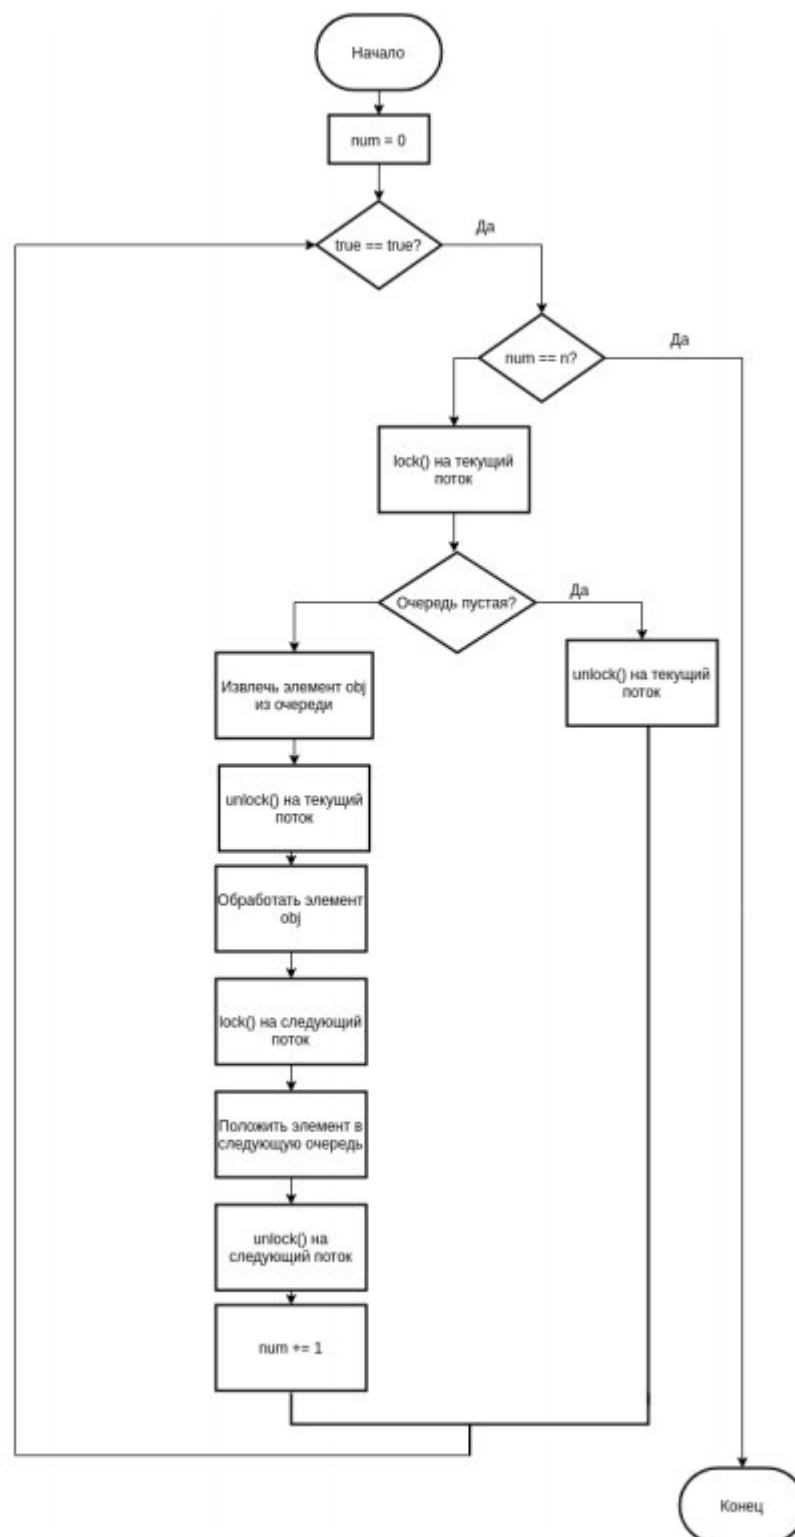 Начало
num = 0
true == true?
Да
num == n?
Да
lock() на текущий
поток
Очередь пустая?
Да
Извлечь элемент obj
из очереди
unlock() на текущий
поток
unlock() на текущий
поток
Обработать элемент
obj
lock() на следующий
поток
Положить элемент в
следующую очередь
unlock() на
следующий поток
num += 1
Конец